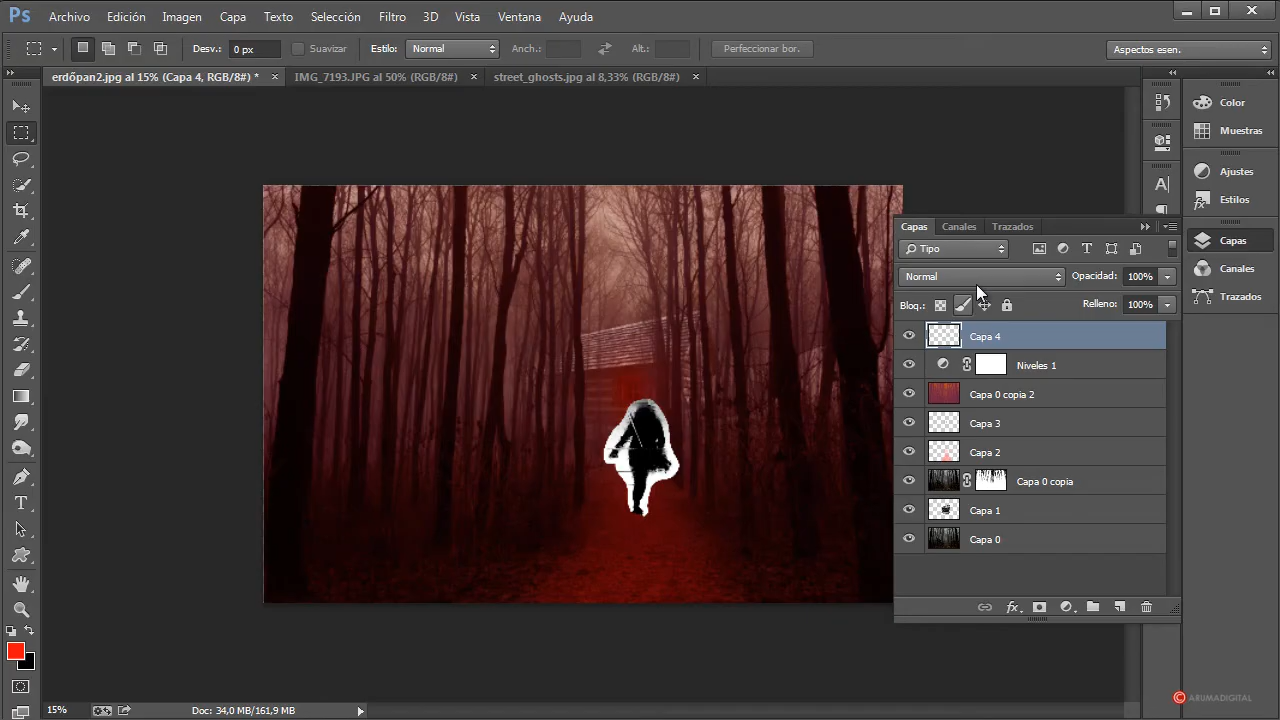 Ps Archivo Edición Imagen Capa Texto Selección Filtro 3D Vista Ventana Ayuda
Desv.: 0 px Suavizar Estilo: Normal Anch.: Alt.: Perfeccionar bor. Aspectos esen.
erdőpan2.jpg al 15% (Capa 4, RGB/8#) * IMG_7193.JPG al 50% (RGB/8#) street_ghosts.jpg al 8,33% (RGB/8#)
Color
Muestras
Ajustes
Estilos
Capas
Canales
Trazados
Capas Canales Trazados
Tipo
Normal Opacidad: 100%
Bloq.: Relleno: 100%
Capa 4
Niveles 1
Capa 0 copia 2
Capa 3
Capa 2
Capa 0 copia
Capa 1
Capa 0
fx
T
A
© ARUMADIGITAL
15% Doc: 34,0 MB/161,9 MB